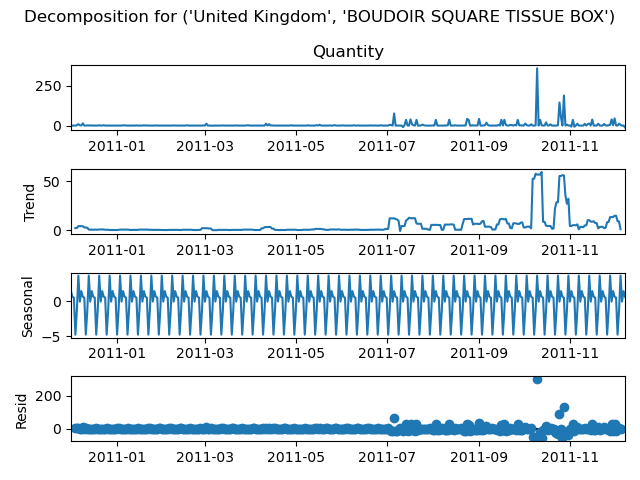 Decomposition for ('United Kingdom', 'BOUDOIR SQUARE TISSUE BOX')
Quantity
250
0
2011-01 2011-03 2011-05 2011-07 2011-09 2011-11
Trend
50
0
2011-01 2011-03 2011-05 2011-07 2011-09 2011-11
Seasonal
0
−5
2011-01 2011-03 2011-05 2011-07 2011-09 2011-11
Resid
200
0
2011-01 2011-03 2011-05 2011-07 2011-09 2011-11